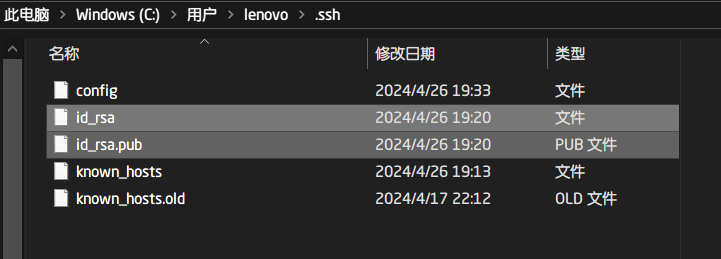 此电脑 > Windows (C:) > 用户 > lenovo > .ssh
名称 修改日期 类型
config 2024/4/26 19:33 文件
id_rsa 2024/4/26 19:20 文件
id_rsa.pub 2024/4/26 19:20 PUB 文件
known_hosts 2024/4/26 19:13 文件
known_hosts.old 2024/4/17 22:12 OLD 文件